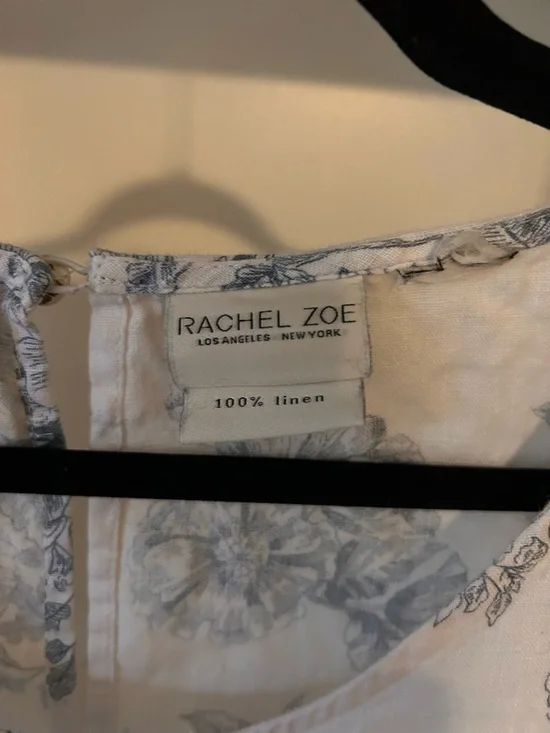 RACHEL ZOE
LOS ANGELES NEW YORK
100% linen